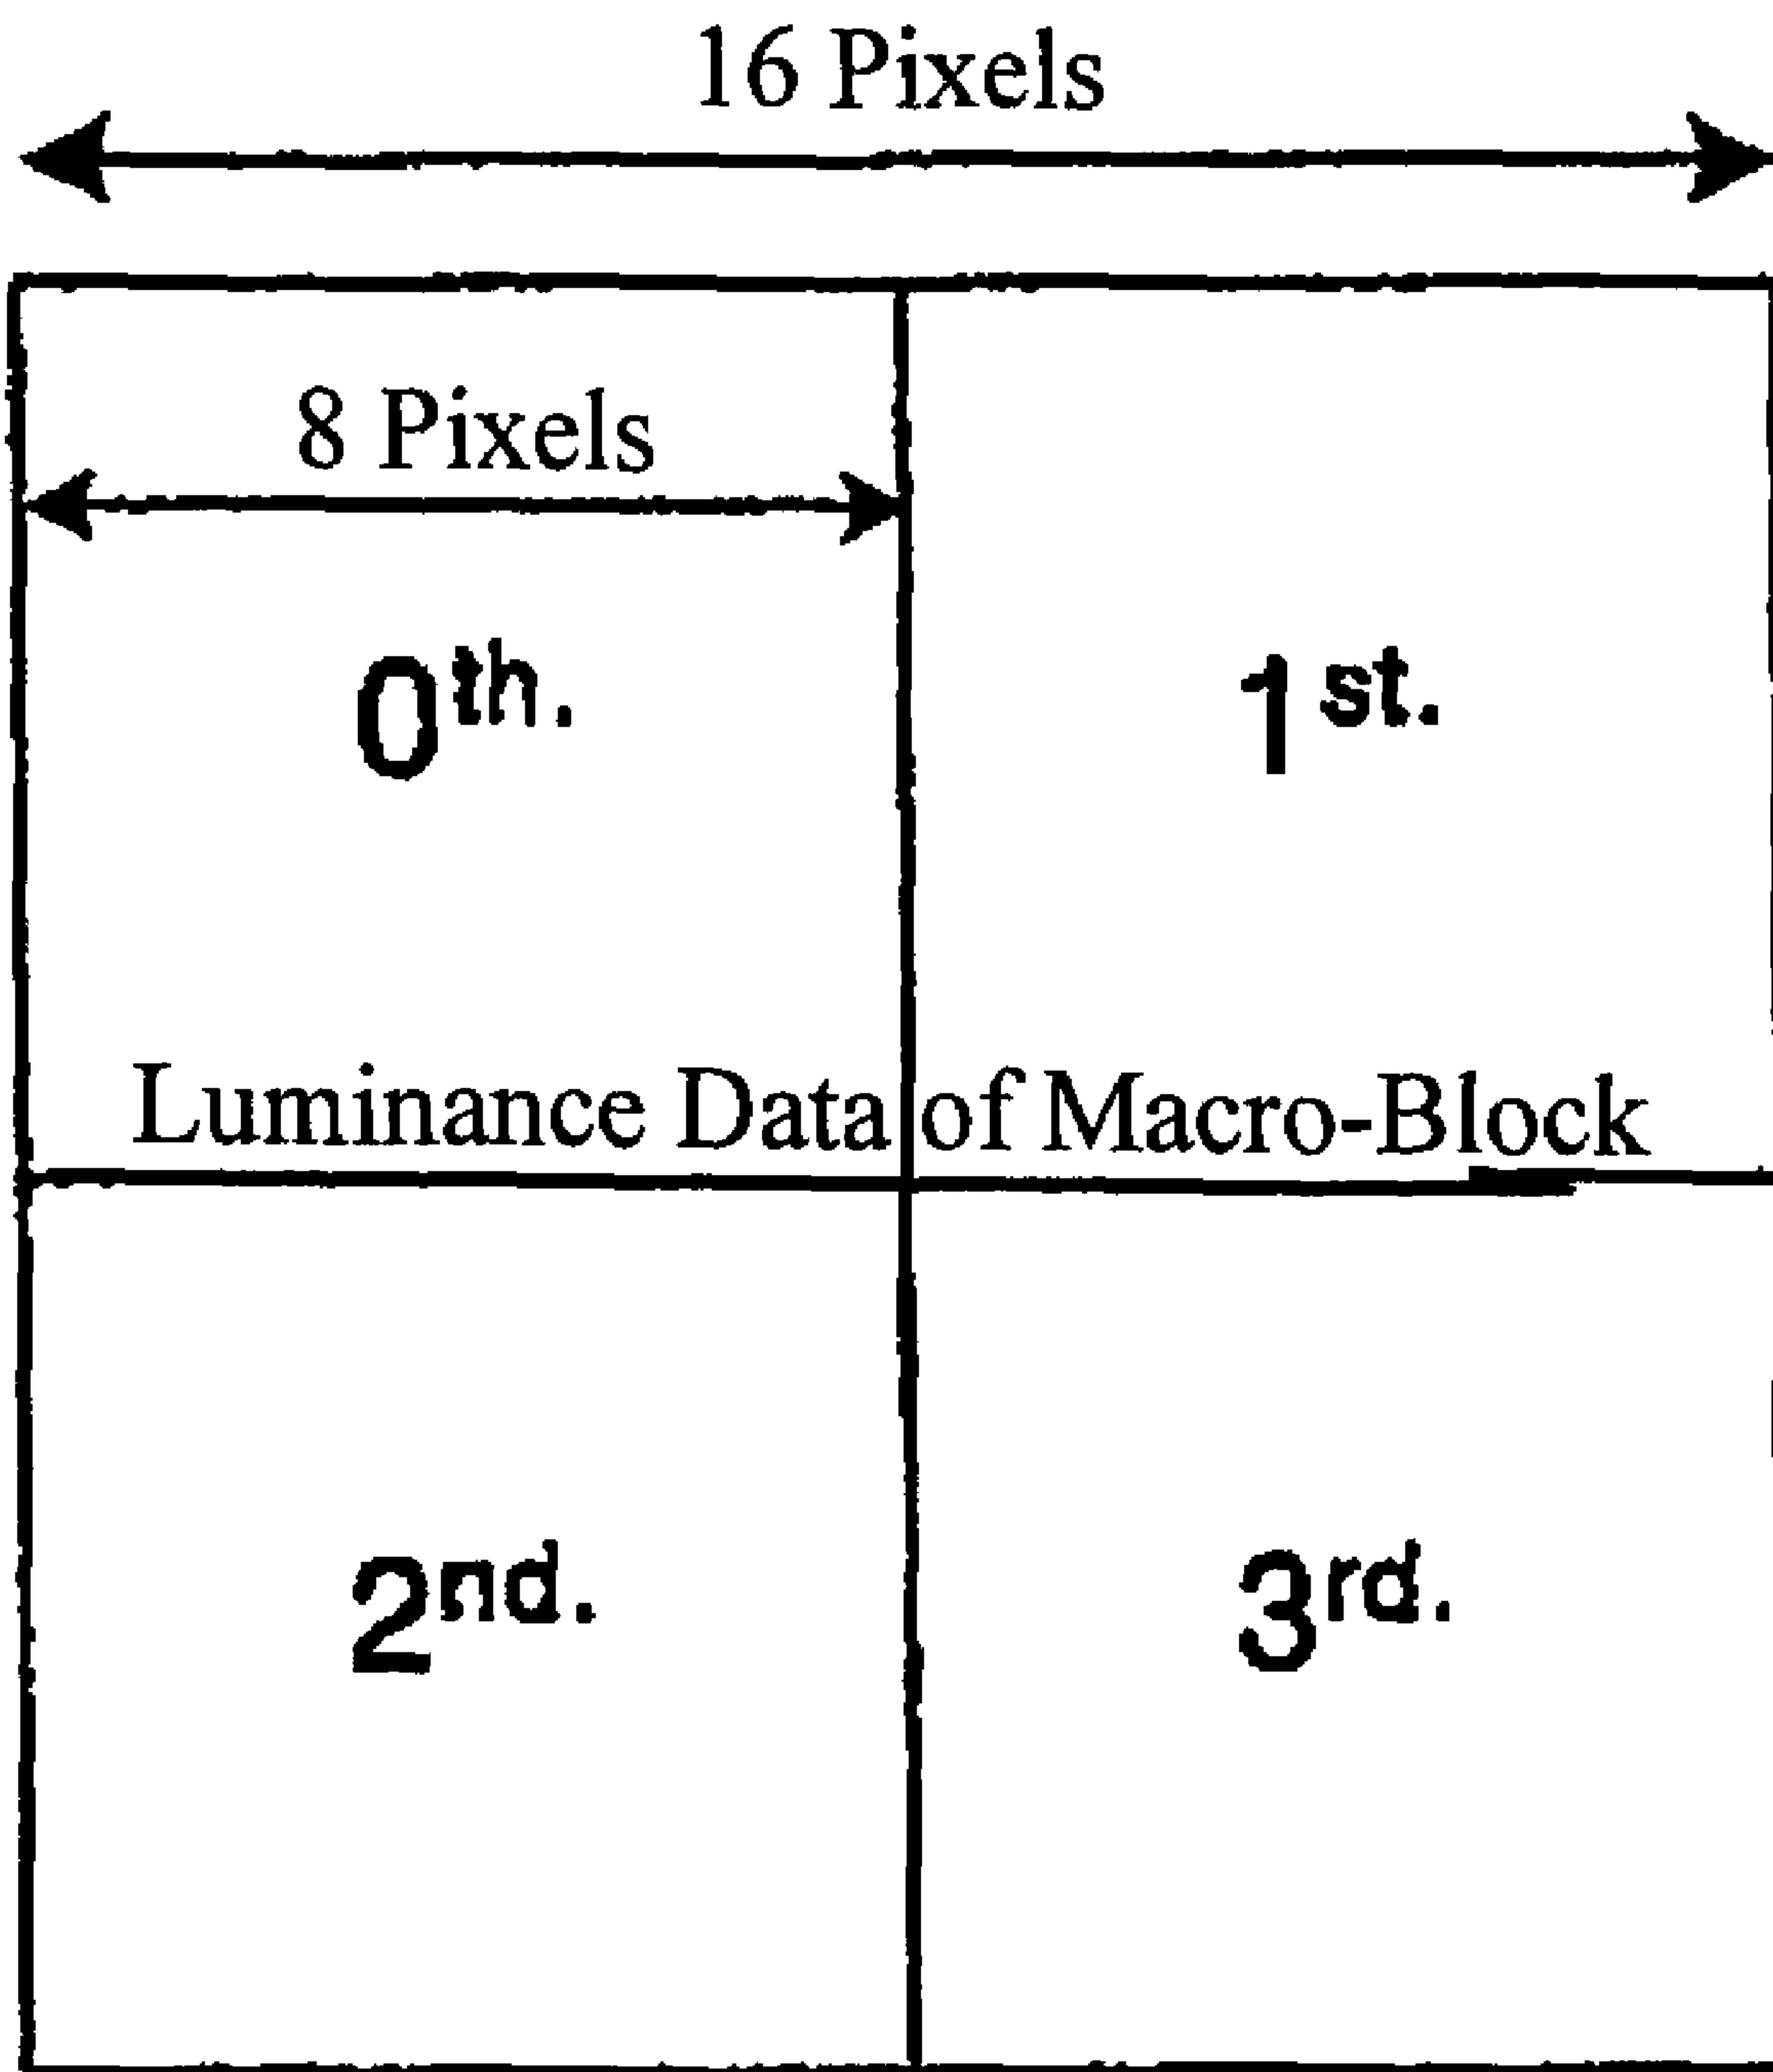 16 Pixels
8 Pixels
0th.
1st.
Luminance Data of Macro-Block
2nd.
3rd.